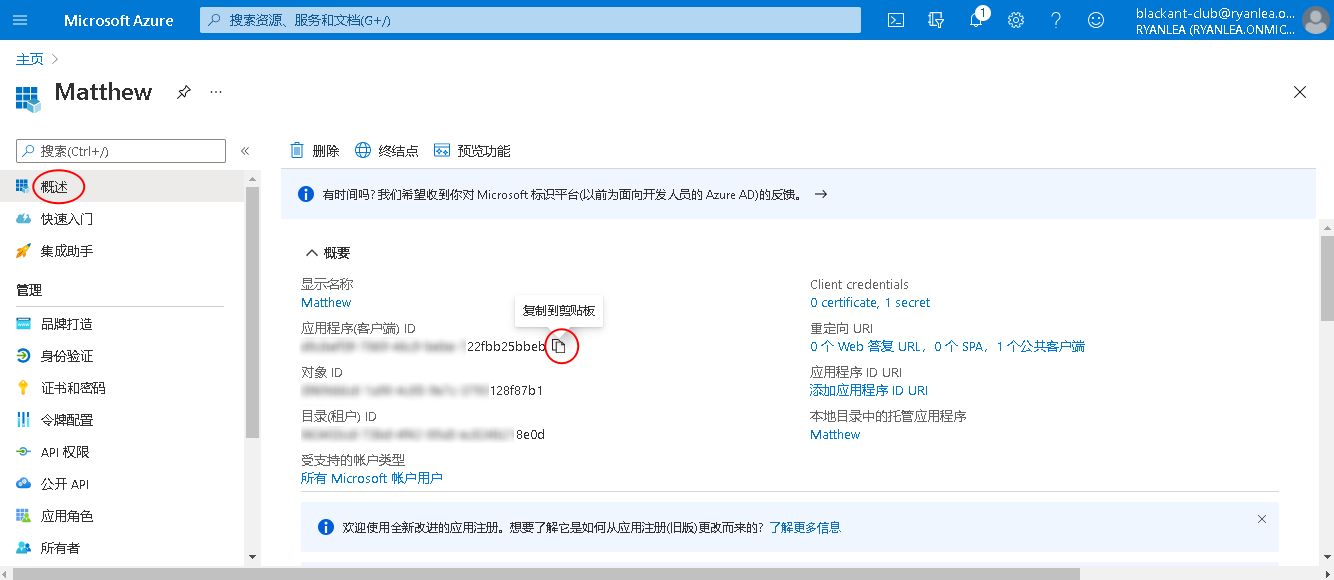 Microsoft Azure
搜索资源、服务和文档(G+/)
1
blackant-club@ryanlea.o...
RYANLEA (RYANLEA.ONMIC...
主页
Matthew
搜索(Ctrl+/)
概述
快速入门
集成助手
管理
品牌打造
身份验证
证书和密码
令牌配置
API 权限
公开 API
应用角色
所有者
删除 终结点 预览功能
有时间吗? 我们希望收到你对 Microsoft 标识平台(以前为面向开发人员的 Azure AD)的反馈。 →
概要
显示名称
Matthew
复制到剪贴板
应用程序(客户端) ID
22fbb25bbeb
对象 ID
128f87b1
目录(租户) ID
8e0d
受支持的帐户类型
所有 Microsoft 帐户用户
Client credentials
0 certificate, 1 secret
重定向 URI
0 个 Web 答复 URL，0 个 SPA，1 个公共客户端
应用程序 ID URI
添加应用程序 ID URI
本地目录中的托管应用程序
Matthew
欢迎使用全新改进的应用注册。想要了解它是如何从应用注册(旧版)更改而来的? 了解更多信息